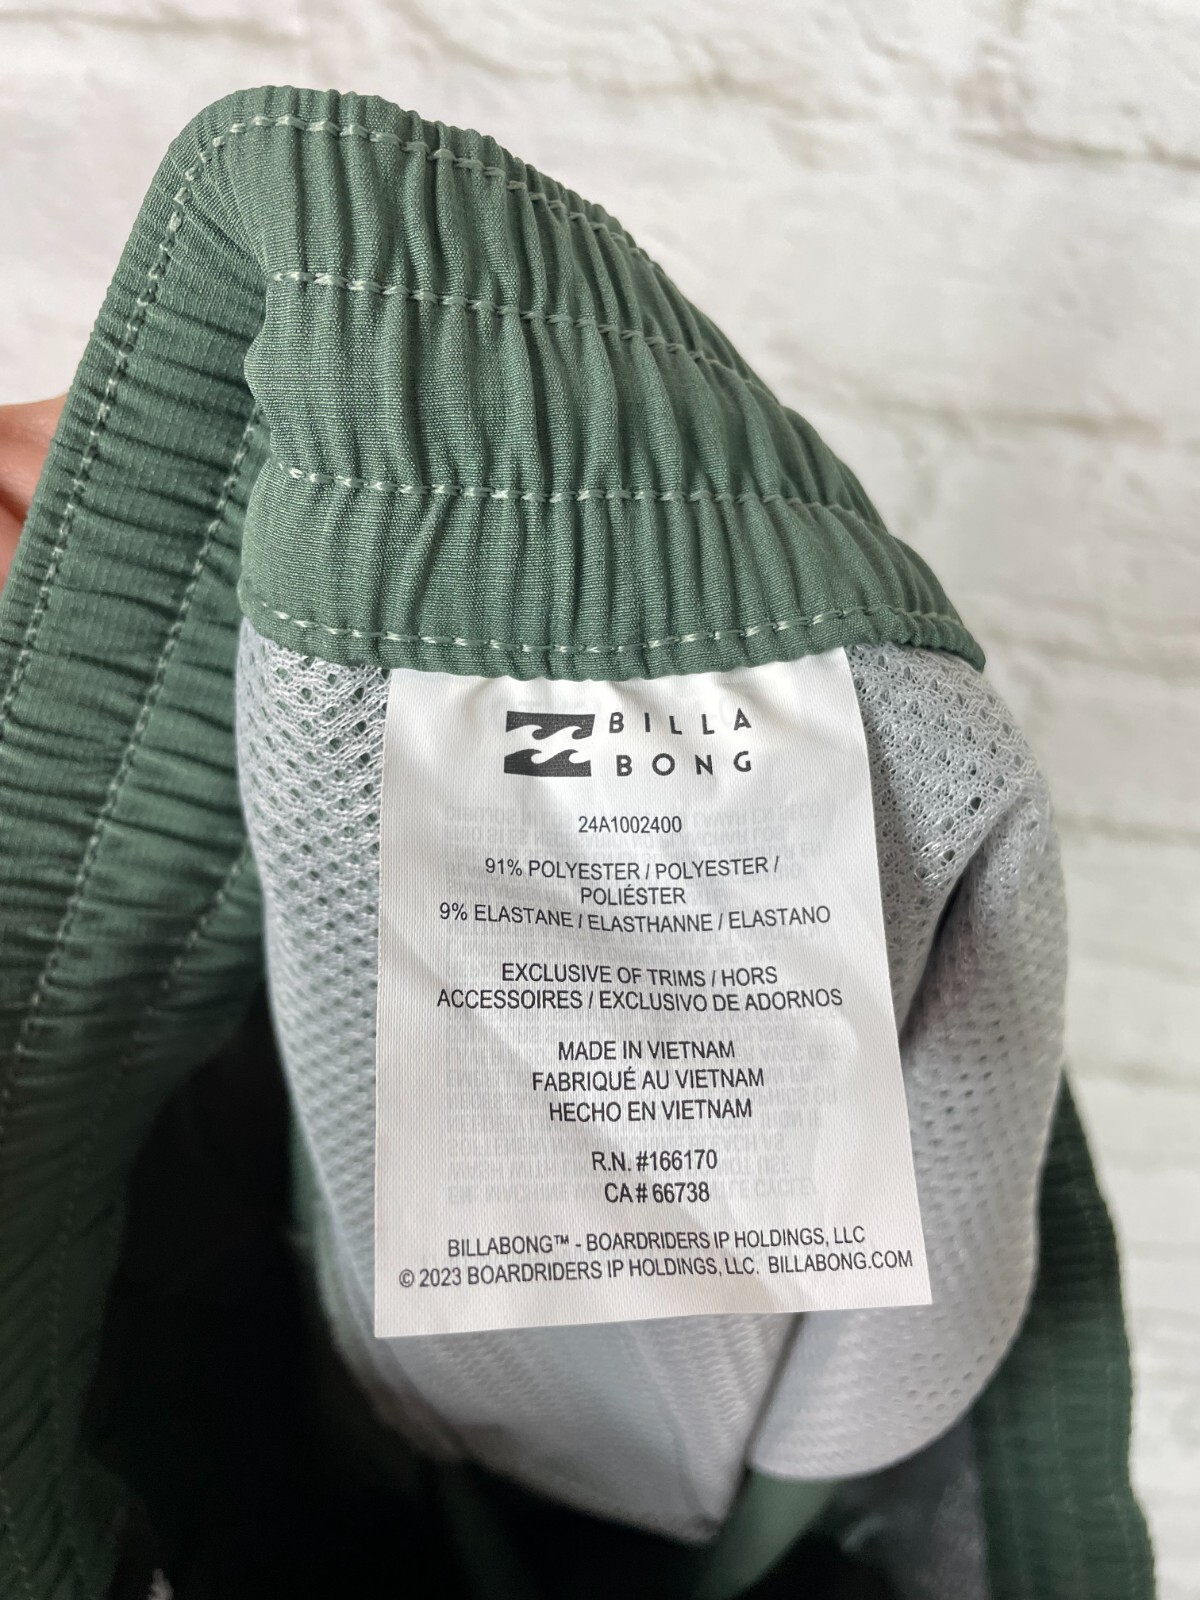 BILLA
BONG
24A1002400
91% POLYESTER / POLYESTER /
POLIÉSTER
9% ELASTANE / ELASTHANNE / ELASTANO
EXCLUSIVE OF TRIMS / HORS
ACCESSOIRES / EXCLUSIVO DE ADORNOS
MADE IN VIETNAM
FABRIQUÉ AU VIETNAM
HECHO EN VIETNAM
R.N. #166170
CA# 66738
BILLABONG™ - BOARDRIDERS IP HOLDINGS, LLC
© 2023 BOARDRIDERS IP HOLDINGS, LLC. BILLABONG.COM